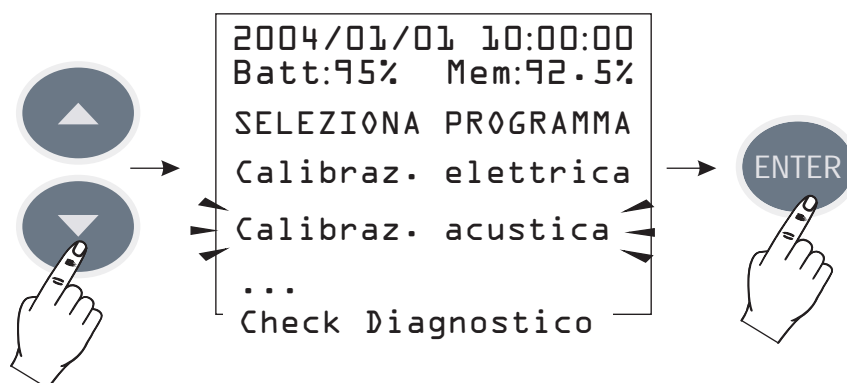 2004/01/01 10:00:00
Batt:95% Mem:92.5%
SELEZIONA PROGRAMMA
Calibraz. elettrica
Calibraz. acustica
...
Check Diagnostico
ENTER